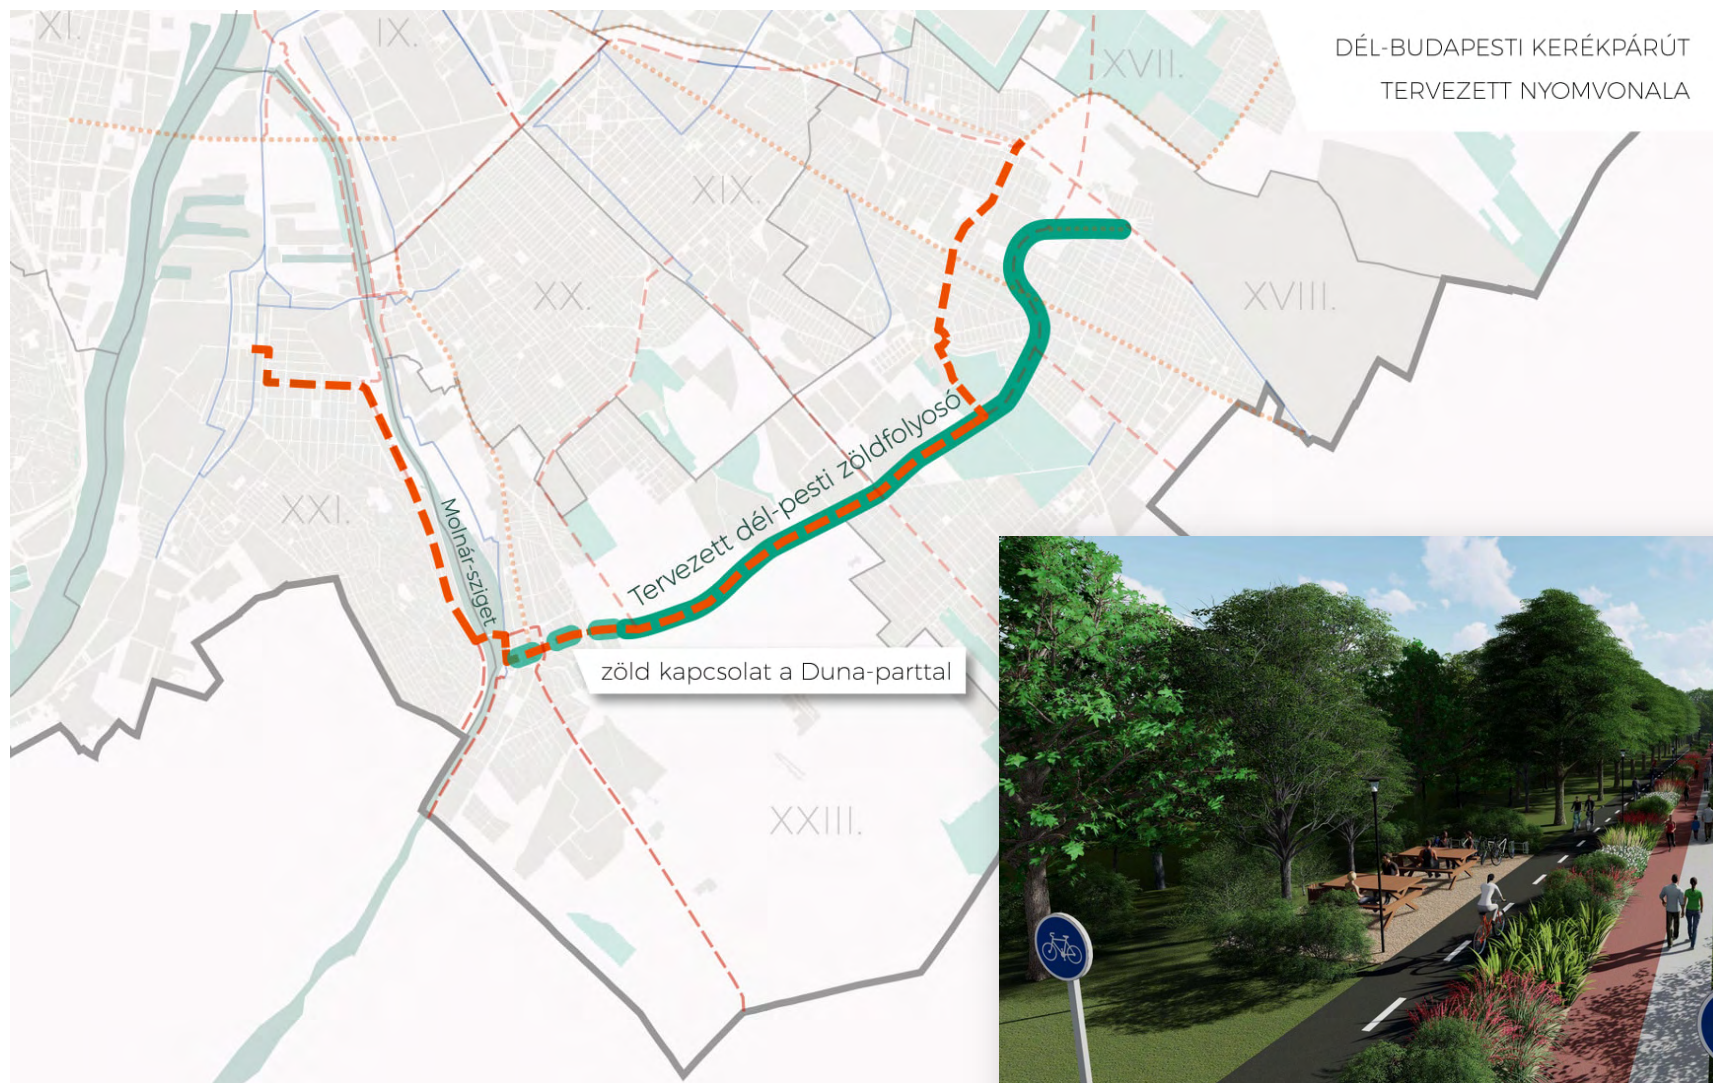 DÉL-BUDAPESTI KERÉKPÁRÚT
TERVEZETT NYOMVONALA
XI.
IX.
XVII.
XIX.
XX.
XVIII.
XXI.
Molnár-sziget
Tervezett dél-pesti zöldfolyosó
zöld kapcsolat a Duna-parttal
XXIII.